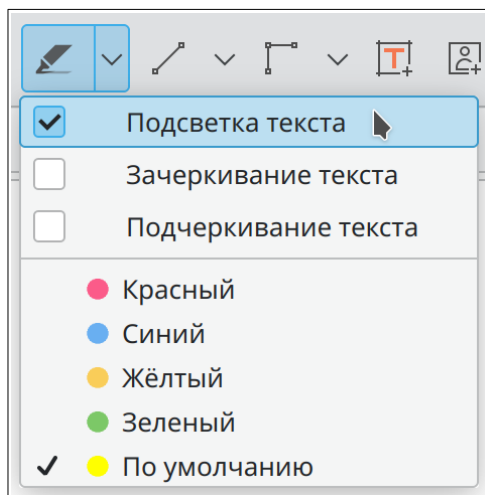 T
Подсветка текста
Зачеркивание текста
Подчеркивание текста
Красный
Синий
Жёлтый
Зеленый
По умолчанию